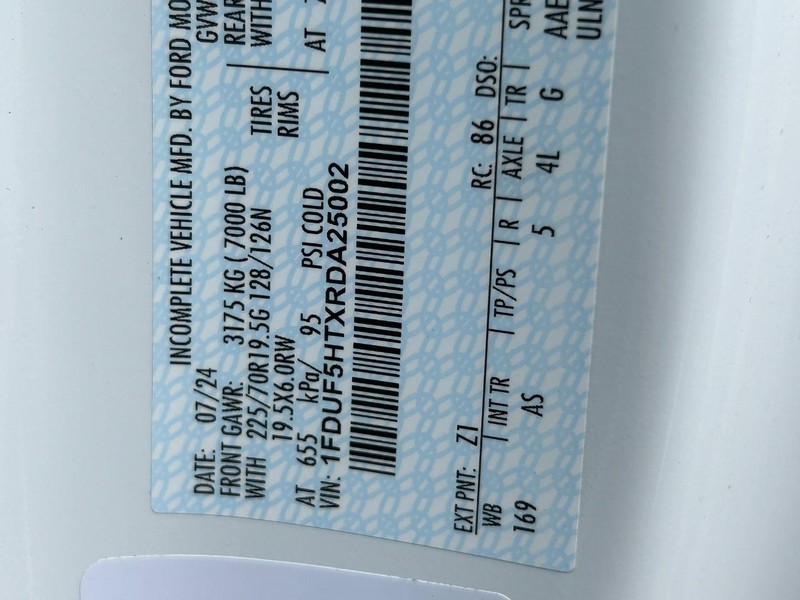 INCOMPLETE VEHICLE MFD. BY FORD MO
DATE: 07/24 GVW
FRONT GAWR: 3175 KG ( 7000 LB) REAR
WITH 225/70R19.5G 128/126N TIRES WITH
19.5X6.0RW RIMS
AT 655 kPa/ 95 PSI COLD AT
VIN: 1FDUF5HTXRDA25002
EXT PNT: Z1 RC: 86 DSO:
WB INT TR TP/PS R AXLE TR SPR
169 AS 5 4L G AAE
ULN